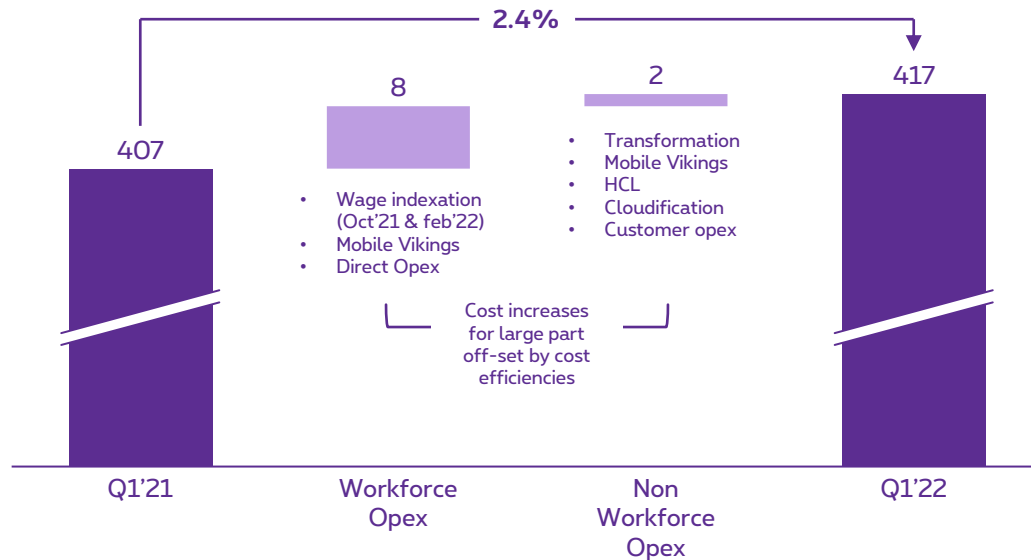 2.4%
407
8
• Wage indexation
(Oct'21 & feb'22)
• Mobile Vikings
• Direct Opex
2
• Transformation
• Mobile Vikings
• HCL
• Cloudification
• Customer opex
417
Cost increases
for large part
off-set by cost
efficiencies
Q1'21
Workforce
Opex
Non
Workforce
Opex
Q1'22